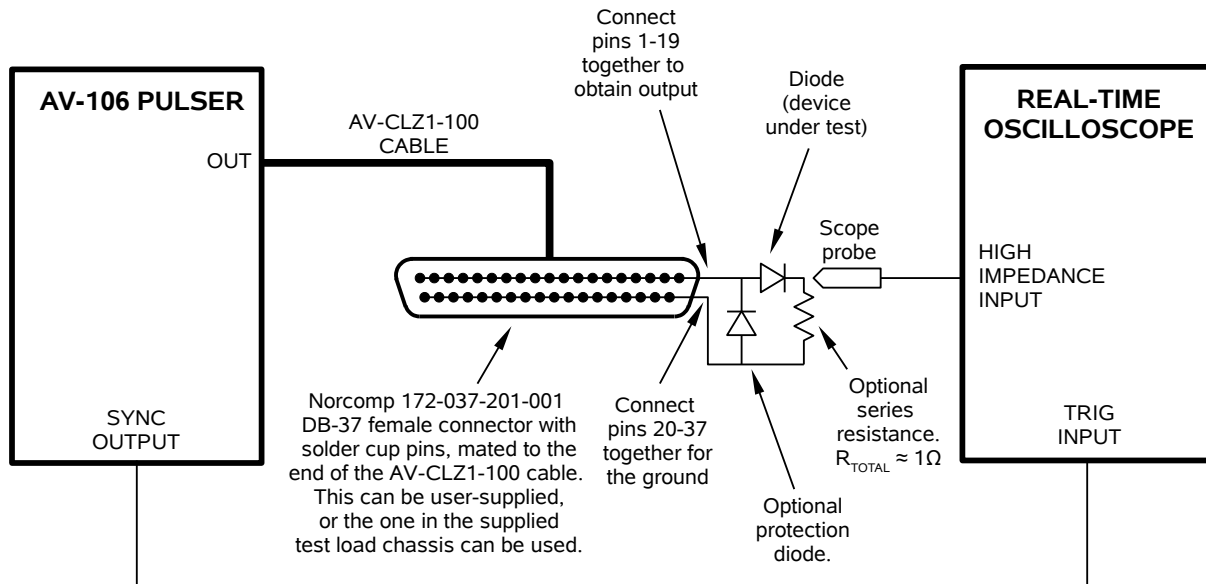 Connect
pins 1-19
together to
obtain output
Diode
(device
under test)
AV-106 PULSER
OUT
AV-CLZ1-100
CABLE
REAL-TIME
OSCILLOSCOPE
Scope
probe
HIGH
IMPEDANCE
INPUT
Norcomp 172-037-201-001
DB-37 female connector with
solder cup pins, mated to the
end of the AV-CLZ1-100 cable.
This can be user-supplied,
or the one in the supplied
test load chassis can be used.
Connect
pins 20-37
together for
the ground
Optional
series
resistance.
R_TOTAL ≈ 1Ω
Optional
protection
diode.
SYNC
OUTPUT
TRIG
INPUT